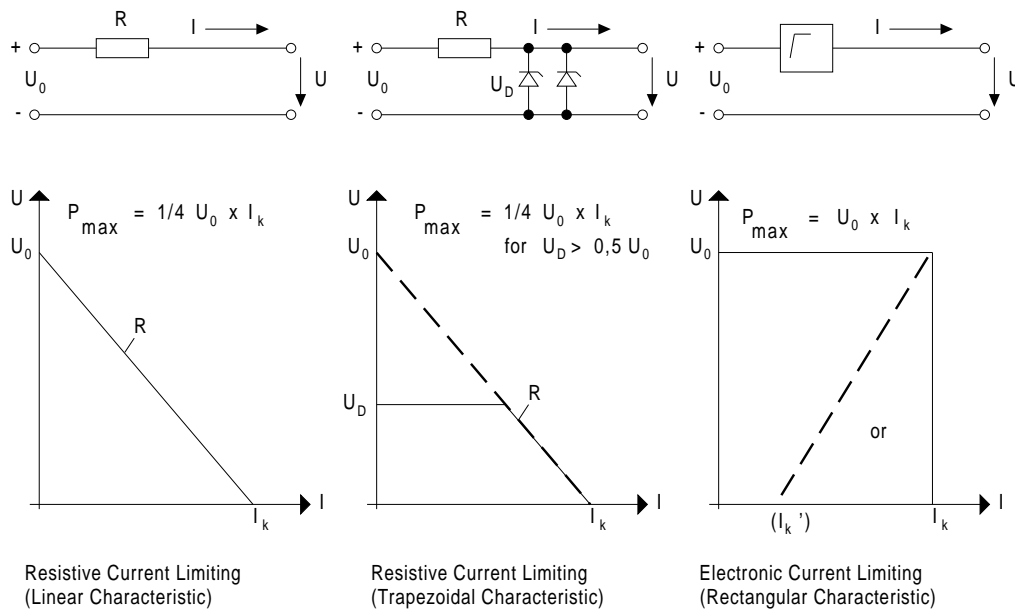 R I
+
U0
-
U
R I
+
U0
-
UD
U
I
+
U0
-
U
U
Pmax = 1/4 U0 x Ik
U0
R
Ik
I
U
Pmax = 1/4 U0 x Ik
for UD > 0,5 U0
U0
UD
R
Ik
I
U
Pmax = U0 x Ik
U0
or
(Ik')
Ik
I
Resistive Current Limiting
(Linear Characteristic)
Resistive Current Limiting
(Trapezoidal Characteristic)
Electronic Current Limiting
(Rectangular Characteristic)